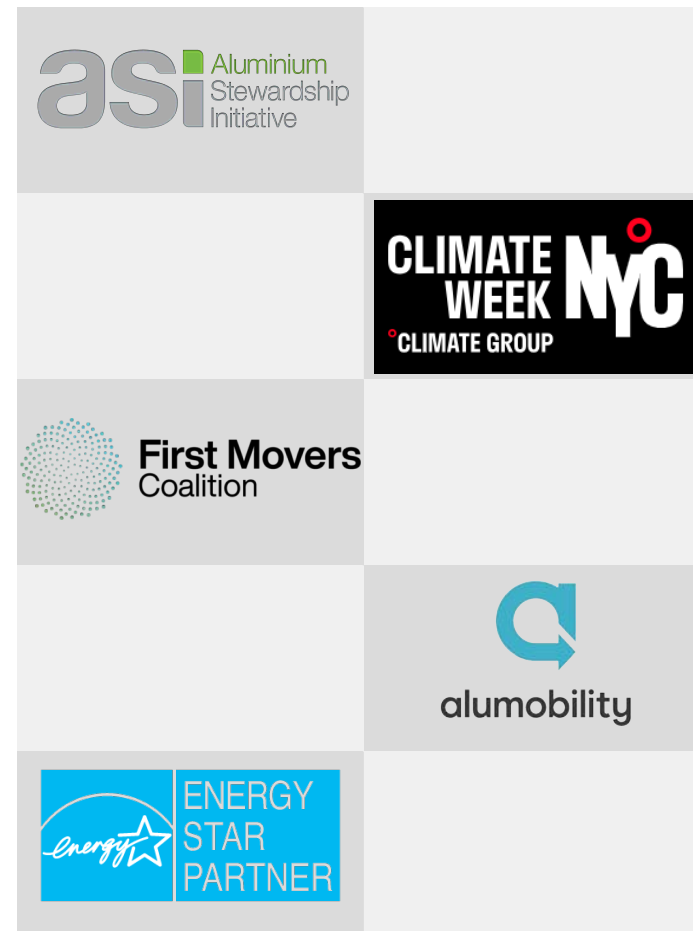 asi Aluminium
Stewardship
Initiative
CLIMATE
WEEK
NYC
°CLIMATE GROUP
First Movers
Coalition
alumobility
energy
ENERGY
STAR
PARTNER